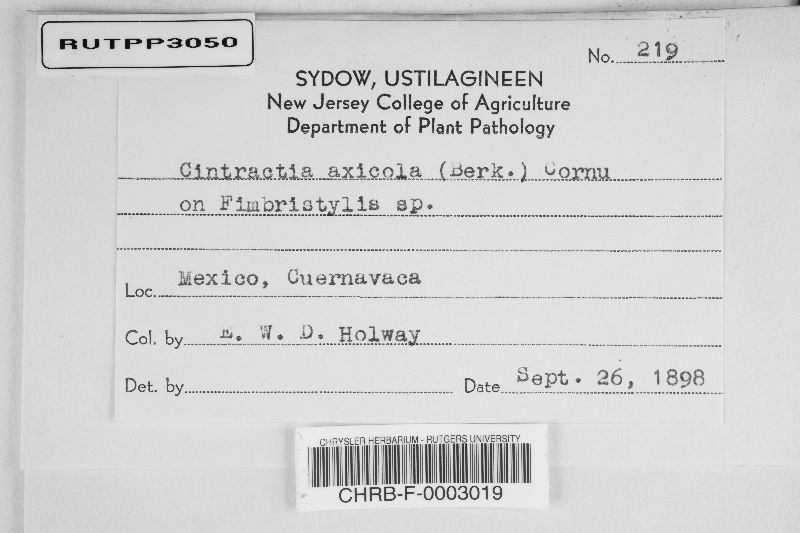 RUTPP3050
No. 219
SYDOW, USTILAGINEEN
New Jersey College of Agriculture
Department of Plant Pathology
Cintractia axicola (Berk.) Cornu
on Fimbristylis sp.
Loc. Mexico, Cuernavaca
Col. by E. W. D. Holway
Det. by
Date Sept. 26, 1898
CHRYSLER HERBARIUM - RUTGERS UNIVERSITY
CHRB-F-0003019